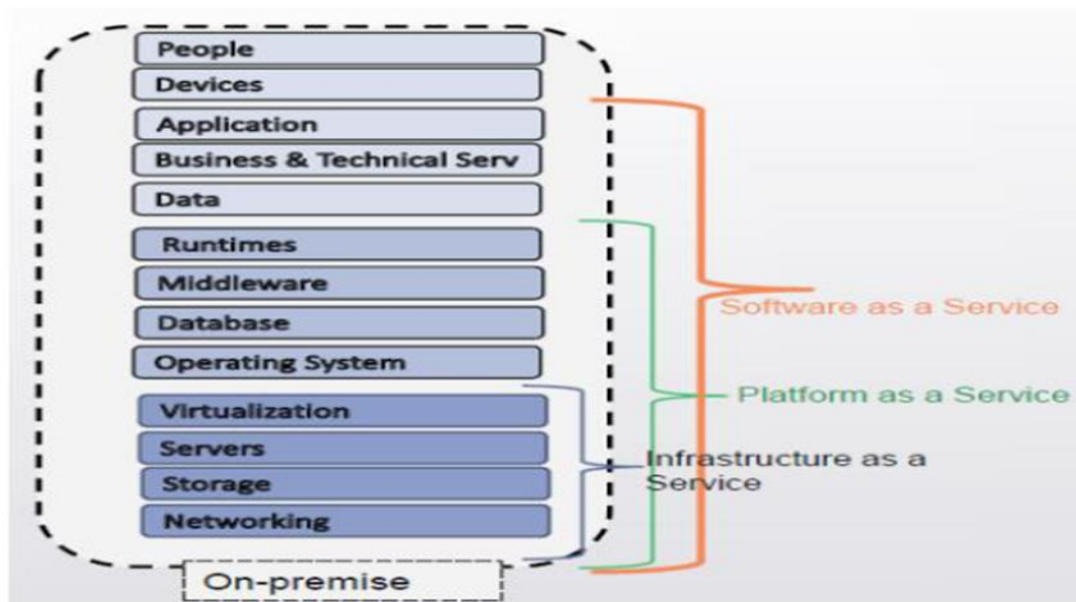 People
Devices
Application
Business & Technical Serv
Data
Runtimes
Middleware
Database
Software as a Service
Operating System
Platform as a Service
Virtualization
Servers
Infrastructure as a
Service
Storage
Networking
On-premise